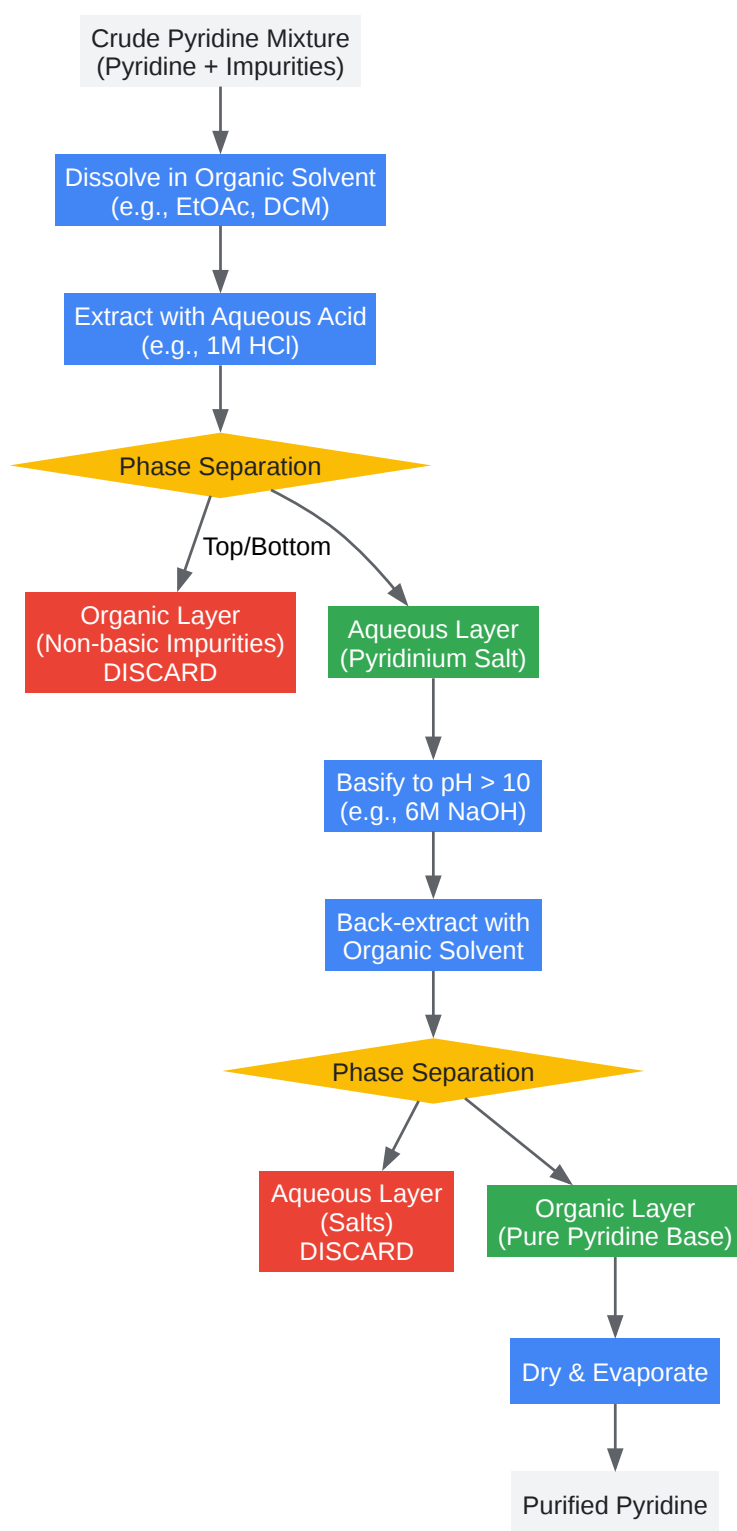 Crude Pyridine Mixture
(Pyridine + Impurities)
Dissolve in Organic Solvent
(e.g., EtOAc, DCM)
Extract with Aqueous Acid
(e.g., 1M HCl)
Phase Separation
Top/Bottom
Organic Layer
(Non-basic Impurities)
DISCARD
Aqueous Layer
(Pyridinium Salt)
Basify to pH > 10
(e.g., 6M NaOH)
Back-extract with
Organic Solvent
Phase Separation
Aqueous Layer
(Salts)
DISCARD
Organic Layer
(Pure Pyridine Base)
Dry & Evaporate
Purified Pyridine